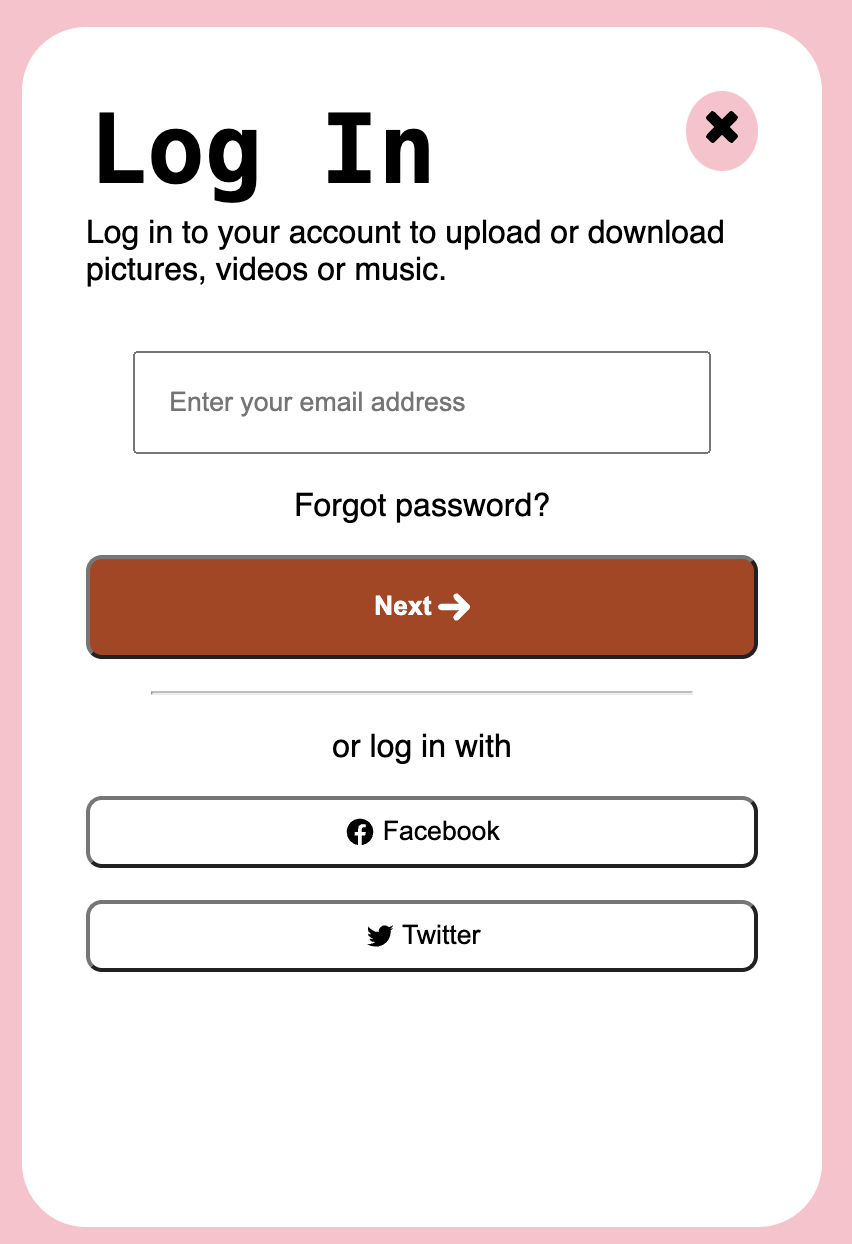 Log In
Log in to your account to upload or download
pictures, videos or music.
Enter your email address
Forgot password?
Next
or log in with
Facebook
Twitter